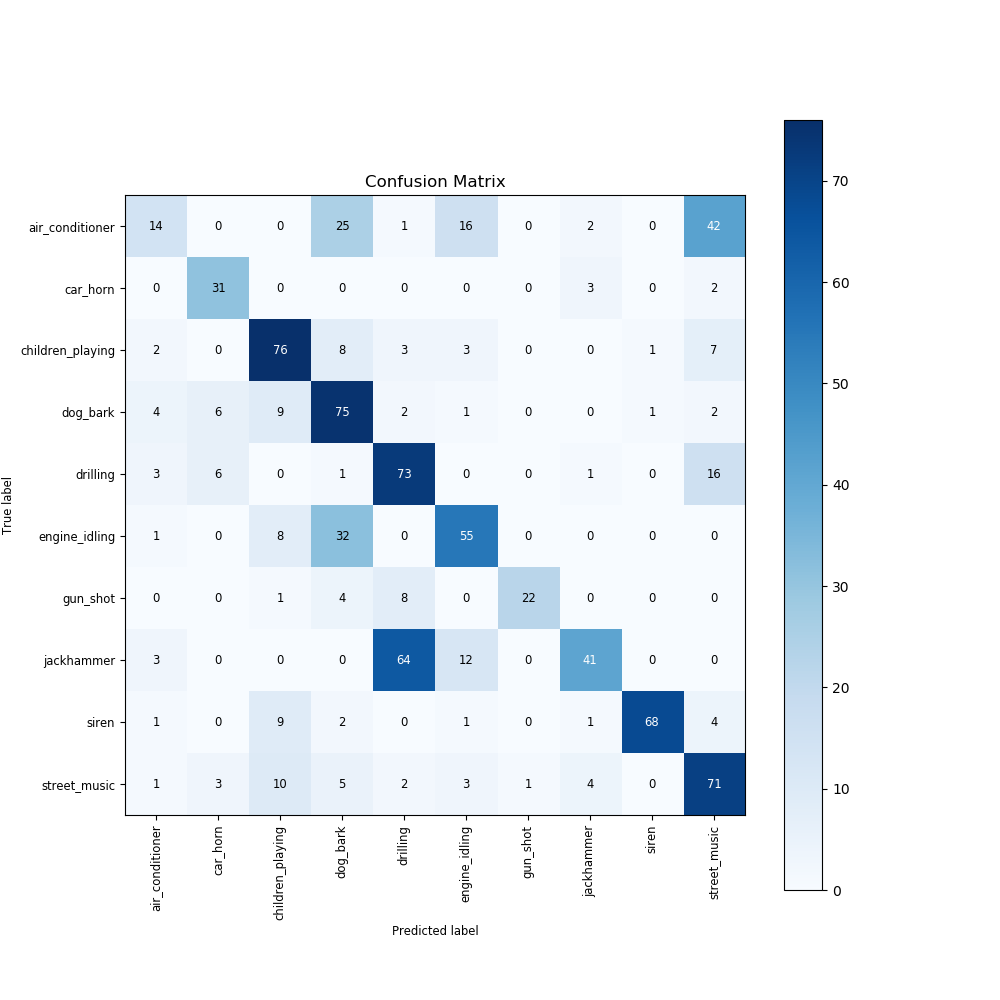 Confusion Matrix
air_conditioner 14 0 0 25 1 16 0 2 0 42
car_horn 0 31 0 0 0 0 0 3 0 2
children_playing 2 0 76 8 3 3 0 0 1 7
dog_bark 4 6 9 75 2 1 0 0 1 2
drilling 3 6 0 1 73 0 0 1 0 16
engine_idling 1 0 8 32 0 55 0 0 0 0
gun_shot 0 0 1 4 8 0 22 0 0 0
jackhammer 3 0 0 0 64 12 0 41 0 0
siren 1 0 9 2 0 1 0 1 68 4
street_music 1 3 10 5 2 3 1 4 0 71
True label
air_conditioner car_horn children_playing dog_bark drilling engine_idling gun_shot jackhammer siren street_music
Predicted label
70
60
50
40
30
20
10
0